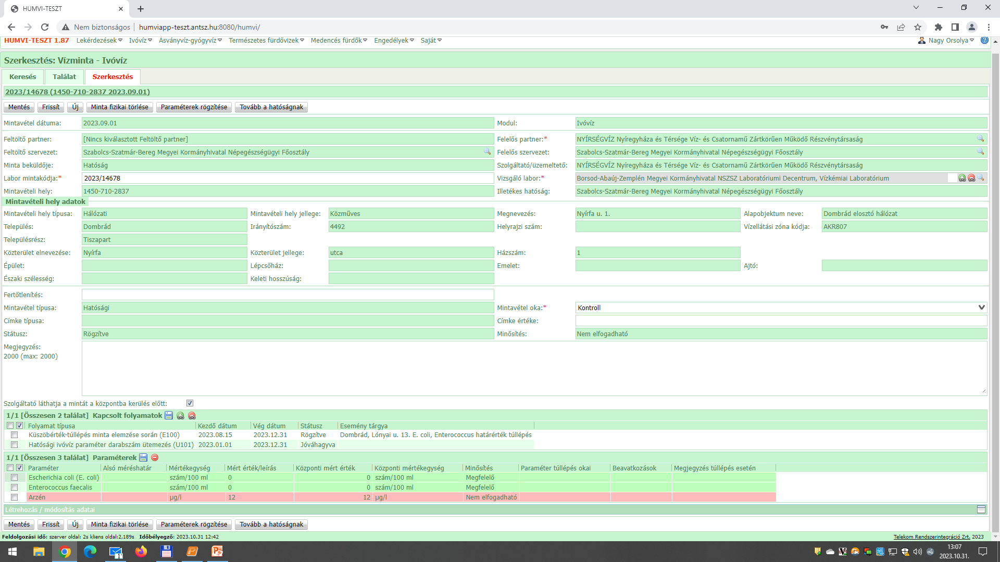 HUMVI-TESZT
Nem biztonságos humviapp-teszt.antsz.hu:8080/humvi/
HUMVI-TESZT 1.87 Lekérdezések Ivóvíz Ásványvíz-gyógyvíz Természetes fürdővizek Medencés fürdők Engedélyek Saját Nagy Orsolya
Szerkesztés: Vízminta - Ivóvíz
Keresés Találat Szerkesztés
2023/14678 (1450-710-2837 2023.09.01)
Mentés Frissít Új Minta fizikai törlése Paraméterek rögzítése Tovább a hatóságnak
Mintavétel dátuma: 2023.09.01 Modul: Ivóvíz
Feltöltő partner: [Nincs kiválasztott Feltöltő partner] Felelős partner:* NYÍRSÉGVÍZ Nyíregyháza és Térsége Víz- és Csatornamű Zártkörűen Működő Részvénytársaság
Feltöltő szervezet: Szabolcs-Szatmár-Bereg Megyei Kormányhivatal Népegészségügyi Főosztály Felelős szervezet: Szabolcs-Szatmár-Bereg Megyei Kormányhivatal Népegészségügyi Főosztály
Minta beküldője: Hatóság Szolgáltató/üzemeltető: NYÍRSÉGVÍZ Nyíregyháza és Térsége Víz- és Csatornamű Zártkörűen Működő Részvénytársaság
Labor mintakódja:* 2023/14678 Vizsgáló labor:* Borsod-Abaúj-Zemplén Megyei Kormányhivatal NSZSZ Laboratóriumi Decentrum, Vízkémiai Laboratórium
Mintavételi hely: 1450-710-2837 Illetékes hatóság: Szabolcs-Szatmár-Bereg Megyei Kormányhivatal Népegészségügyi Főosztály
Mintavételi hely adatok
Mintavételi hely típusa: Hálózati Mintavételi hely jellege: Közműves Megnevezés: Nyírfa u. 1. Alapobjektum neve: Dombrád elosztó hálózat
Település: Dombrád Irányítószám: 4492 Helyrajzi szám: Vízellátási zóna kódja: AKR807
Településrész: Tiszapart
Közterület elnevezése: Nyírfa Közterület jellege: utca Házszám: 1
Épület: Lépcsőház: Emelet: Ajtó:
Északi szélesség: Keleti hosszúság:
Fertőtlenítés:
Mintavétel típusa: Hatósági Mintavétel oka:* Kontroll
Címke típusa: Címke értéke:
Státusz: Rögzítve Minősítés: Nem elfogadható
Megjegyzés:
2000 (max: 2000)
Szolgáltató láthatja a mintát a központba kerülés előtt:
1/1 [Összesen 2 találat] Kapcsolt folyamatok
Folyamat típusa Kezdő dátum Vég dátum Státusz Esemény tárgya
Küszöbérték-túllépés minta elemzése során (E100) 2023.08.15 2023.12.31 Rögzítve Dombrád, Lónyai u. 13. E. coli, Enterococcus határérték túllépés
Hatósági ivóvíz paraméter darabszám ütemezés (U101) 2023.01.01 2023.12.31 Jóváhagyva
1/1 [Összesen 3 találat] Paraméterek
Paraméter Alsó méréshatár Mértékegység Mért érték/leírás Központi mért érték Központi mértékegység Minősítés Paraméter túllépés okai Beavatkozások Megjegyzés túllépés esetén
Escherichia coli (E. coli) szám/100 ml 0 0 szám/100 ml Megfelelő
Enterococcus faecalis szám/100 ml 0 0 szám/100 ml Megfelelő
Arzén µg/l 12 12 µg/l Nem elfogadható
Létrehozás / módosítás adatai
Mentés Frissít Új Minta fizikai törlése Paraméterek rögzítése Tovább a hatóságnak
Feldolgozási idő: szerver oldal: 2s kliens oldal:2,189s Időbélyegző: 2023.10.31 12:42 Telekom Rendszerintegráció Zrt. 2023
13:07
2023.10.31.